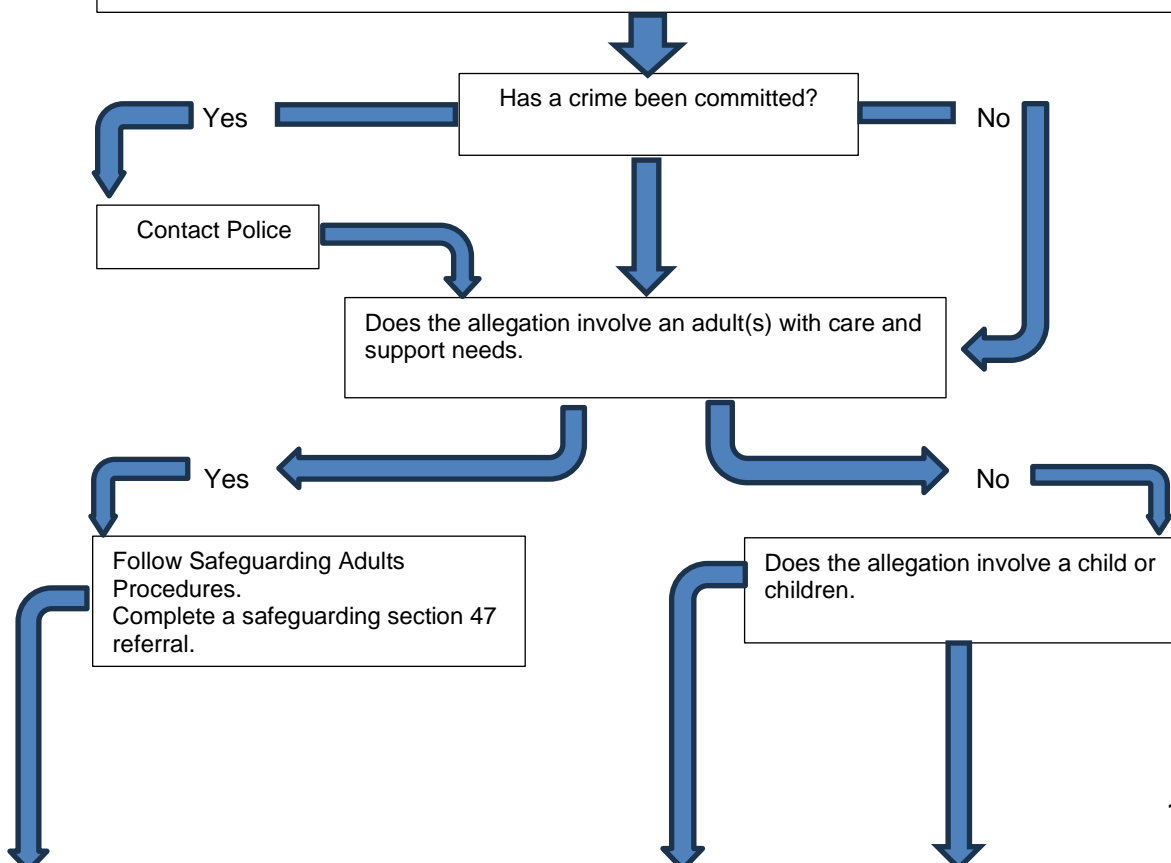 Has a crime been committed?
Yes
No
Contact Police
Does the allegation involve an adult(s) with care and
support needs.
Yes
No
Follow Safeguarding Adults
Procedures.
Complete a safeguarding section 47
referral.
Does the allegation involve a child or
children.